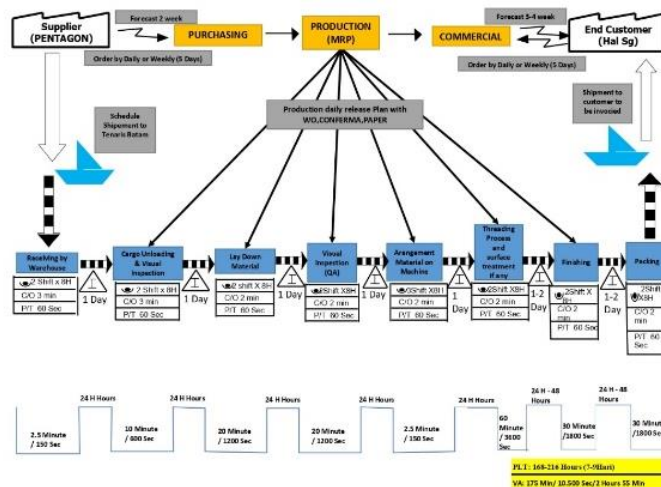 Supplier
(PENTAGON)
Forecast 2 week
PURCHASING
Order by Daily or Weekly (5 Days)
PRODUCTION
(MRP)
COMMERCIAL
Forecast 3-4 week
Order by Daily or Weekly (5 Days)
End Customer
(Hal Sg)
Schedule
Shipement to
Tenaris Batam
Production daily release Plan with
WO,CONFERMA,PAPER
Shipment to
customer to
be invocied
Receiving by
Warehouse
2 Shift x 8H
C/O 3 min
P/T 60 Sec
1 Day
Cargo Unloading
& Visual
Inspection
2 Shift x 8H
C/O 3 min
P/T 60 Sec
1 Day
Lay Down
Material
2 shift X 8H
C/O 2 min
P/T 60 Sec
1 Day
Visual
Inspection
(QA)
Shift X8H
C/O 2 min
P/T 60 Sec
1 Day
Arangement
Material on
Machine
Shift X8H
C/O 2 min
P/T 60 Sec
1
Day
Threading
Process
and
surface
treatment
if any
Shift X8H
C/O 2 min
P/T 60 Sec
1-2
Day
Finishing
2Shift X
8H
C/O 2
min
P/T 60 Sec
1-2
Day
Packing
2Shift
X8H
C/O 2
min
P/T 60
Sec
24 H Hours
24 H Hours
24 H Hours
24 H Hours
24 H Hours
24 H - 48
Hours
24 H - 48
Hours
2.5 Minute
/ 150 Sec
10 Minute
/ 600 Sec
20 Minute
/ 1200 Sec
20 Minute
/ 1200 Sec
2.5 Minute
/ 150 Sec
60
Minute
/ 3600
Sec
30 Minute
/1800 Sec
30 Minute
/1800 Sec
PLT: 168-216 Hours (7-9Hari)
VA: 175 Min/ 10.500 Sec/2 Hours 55 Min